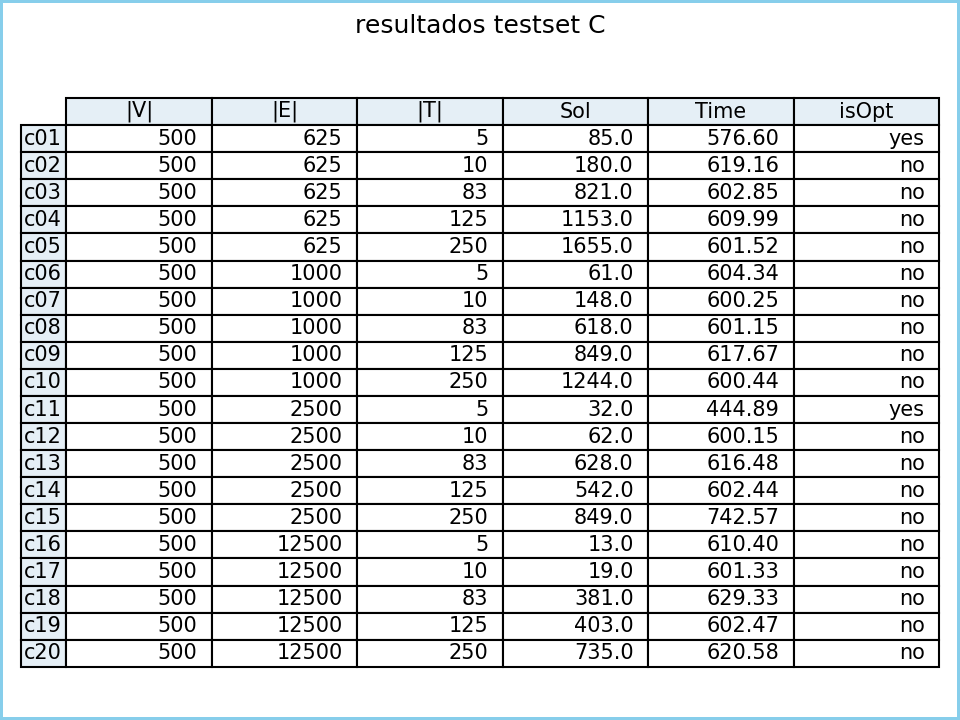 resultados testset C
|V| |E| |T| Sol Time isOpt
c01 500 625 5 85.0 576.60 yes
c02 500 625 10 180.0 619.16 no
c03 500 625 83 821.0 602.85 no
c04 500 625 125 1153.0 609.99 no
c05 500 625 250 1655.0 601.52 no
c06 500 1000 5 61.0 604.34 no
c07 500 1000 10 148.0 600.25 no
c08 500 1000 83 618.0 601.15 no
c09 500 1000 125 849.0 617.67 no
c10 500 1000 250 1244.0 600.44 no
c11 500 2500 5 32.0 444.89 yes
c12 500 2500 10 62.0 600.15 no
c13 500 2500 83 628.0 616.48 no
c14 500 2500 125 542.0 602.44 no
c15 500 2500 250 849.0 742.57 no
c16 500 12500 5 13.0 610.40 no
c17 500 12500 10 19.0 601.33 no
c18 500 12500 83 381.0 629.33 no
c19 500 12500 125 403.0 602.47 no
c20 500 12500 250 735.0 620.58 no